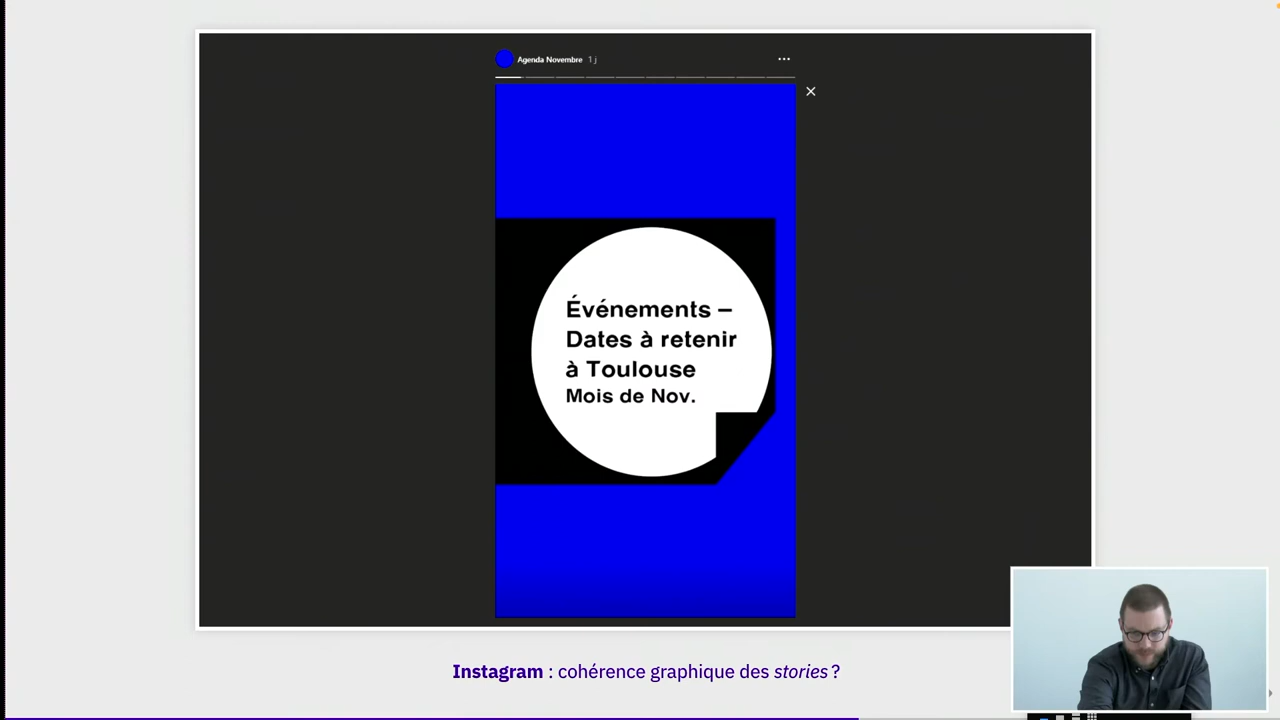 Agenda Novembre 1 j
Événements –
Dates à retenir
à Toulouse
Mois de Nov.
Instagram : cohérence graphique des stories ?